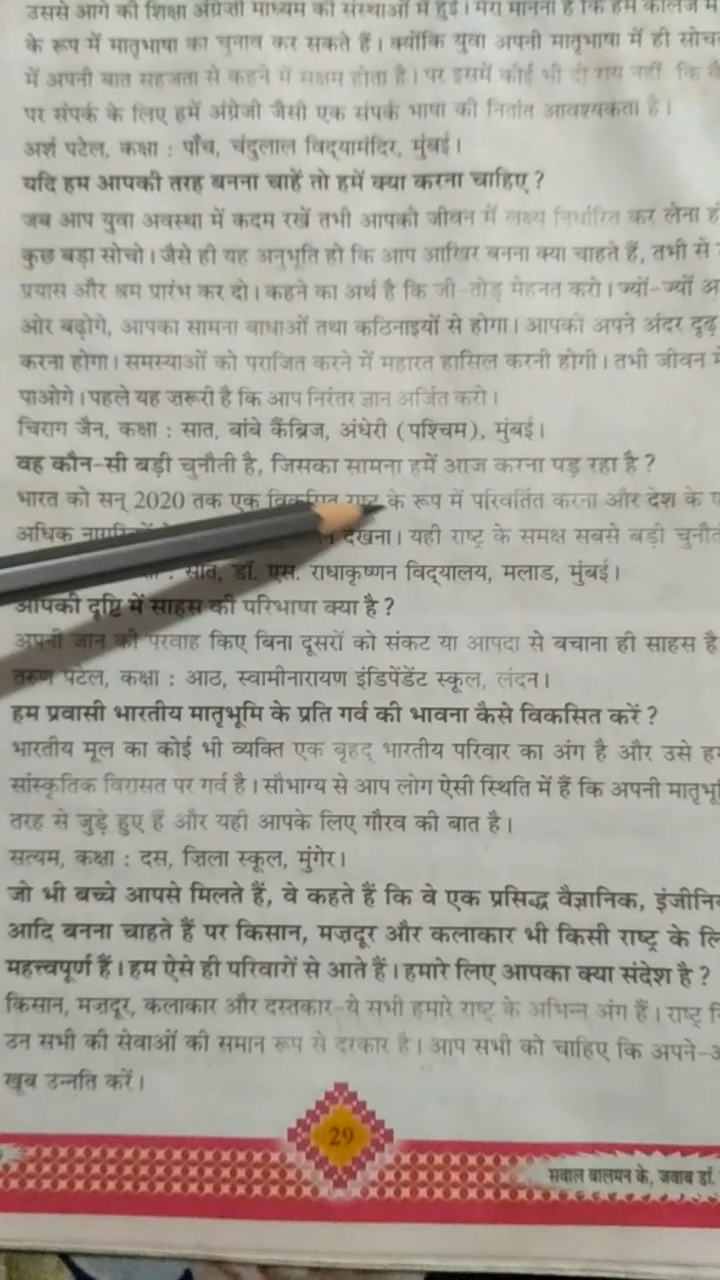 उससे आगे की शिक्षा अंग्रेज़ी माध्यम की संस्थाओं में हुई। मेरा मानना है कि हम कॉलेज में
के रूप में मातृभाषा का चुनाव कर सकते हैं। क्योंकि युवा अपनी मातृभाषा में ही
में अपनी बात सहजता से कहने में सक्षम होता है। पर इसमें कोई भी दो राय नहीं कि
पर संपर्क के लिए हमें अंग्रेजी जैसी एक संपर्क भाषा की नितांत आवश्यकता है।
अर्श पटेल, कक्षा : पाँच, चंदुलाल विद्यामंदिर, मुंबई।
यदि हम आपकी तरह बनना चाहें तो हमें क्या करना चाहिए ?
जब आप युवा अवस्था में कदम रखें तभी आपको जीवन में लक्ष्य निर्धारित कर लेना
कुछ बड़ा सोचो। जैसे ही यह अनुभूति हो कि आप आखिर बनना क्या चाहते हैं, तभी से
प्रयास और श्रम प्रारंभ कर दो। कहने का अर्थ है कि जी-तोड़ मेहनत करो। ज्यों-ज्यों
ओर बढ़ोगे, आपका सामना बाधाओं तथा कठिनाइयों से होगा। आपको अपने अंदर दृढ़
करना होगा। समस्याओं को पराजित करने में महारत हासिल करनी होगी। तभी जीवन
पाओगे। पहले यह ज़रूरी है कि आप निरंतर ज्ञान अर्जित करो।
चिराग जैन, कक्षा : सात, बांबे कैंब्रिज, अंधेरी (पश्चिम), मुंबई।
वह कौन-सी बड़ी चुनौती है, जिसका सामना हमें आज करना पड़ रहा है ?
भारत को सन् 2020 तक एक विकसित राष्ट्र के रूप में परिवर्तित करना और देश के
अधिक देखना। यही राष्ट्र के समक्ष सबसे बड़ी
: सात, डॉ. एस. राधाकृष्णन विद्यालय, मलाड, मुंबई।
आपकी दृष्टि में साहस की परिभाषा क्या है ?
अपनी जान की परवाह किए बिना दूसरों को संकट या आपदा से बचाना ही साहस है
तरुण पटेल, कक्षा : आठ, स्वामीनारायण इंडिपेंडेंट स्कूल, लंदन।
हम प्रवासी भारतीय मातृभूमि के प्रति गर्व की भावना कैसे विकसित करें ?
भारतीय मूल का कोई भी व्यक्ति एक बृहद् भारतीय परिवार का अंग है और उसे
सांस्कृतिक विरासत पर गर्व है। सौभाग्य से आप लोग ऐसी स्थिति में हैं कि अपनी
तरह से जुड़े हुए हैं और यही आपके लिए गौरव की बात है।
सत्यम, कक्षा : दस, ज़िला स्कूल, मुंगेर।
जो भी बच्चे आपसे मिलते हैं, वे कहते हैं कि वे एक प्रसिद्ध वैज्ञानिक,
आदि बनना चाहते हैं पर किसान, मज़दूर और कलाकार भी किसी राष्ट्र के
महत्त्वपूर्ण हैं। हम ऐसे ही परिवारों से आते हैं। हमारे लिए आपका क्या संदेश है ?
किसान, मज़दूर, कलाकार और दस्तकार-ये सभी हमारे राष्ट्र के अभिन्न अंग हैं। राष्ट्र
उन सभी की सेवाओं की समान रूप से दरकार है। आप सभी को चाहिए कि अपने-
खूब उन्नति करें।
29
सवाल बालमन के, जवाब डॉ.